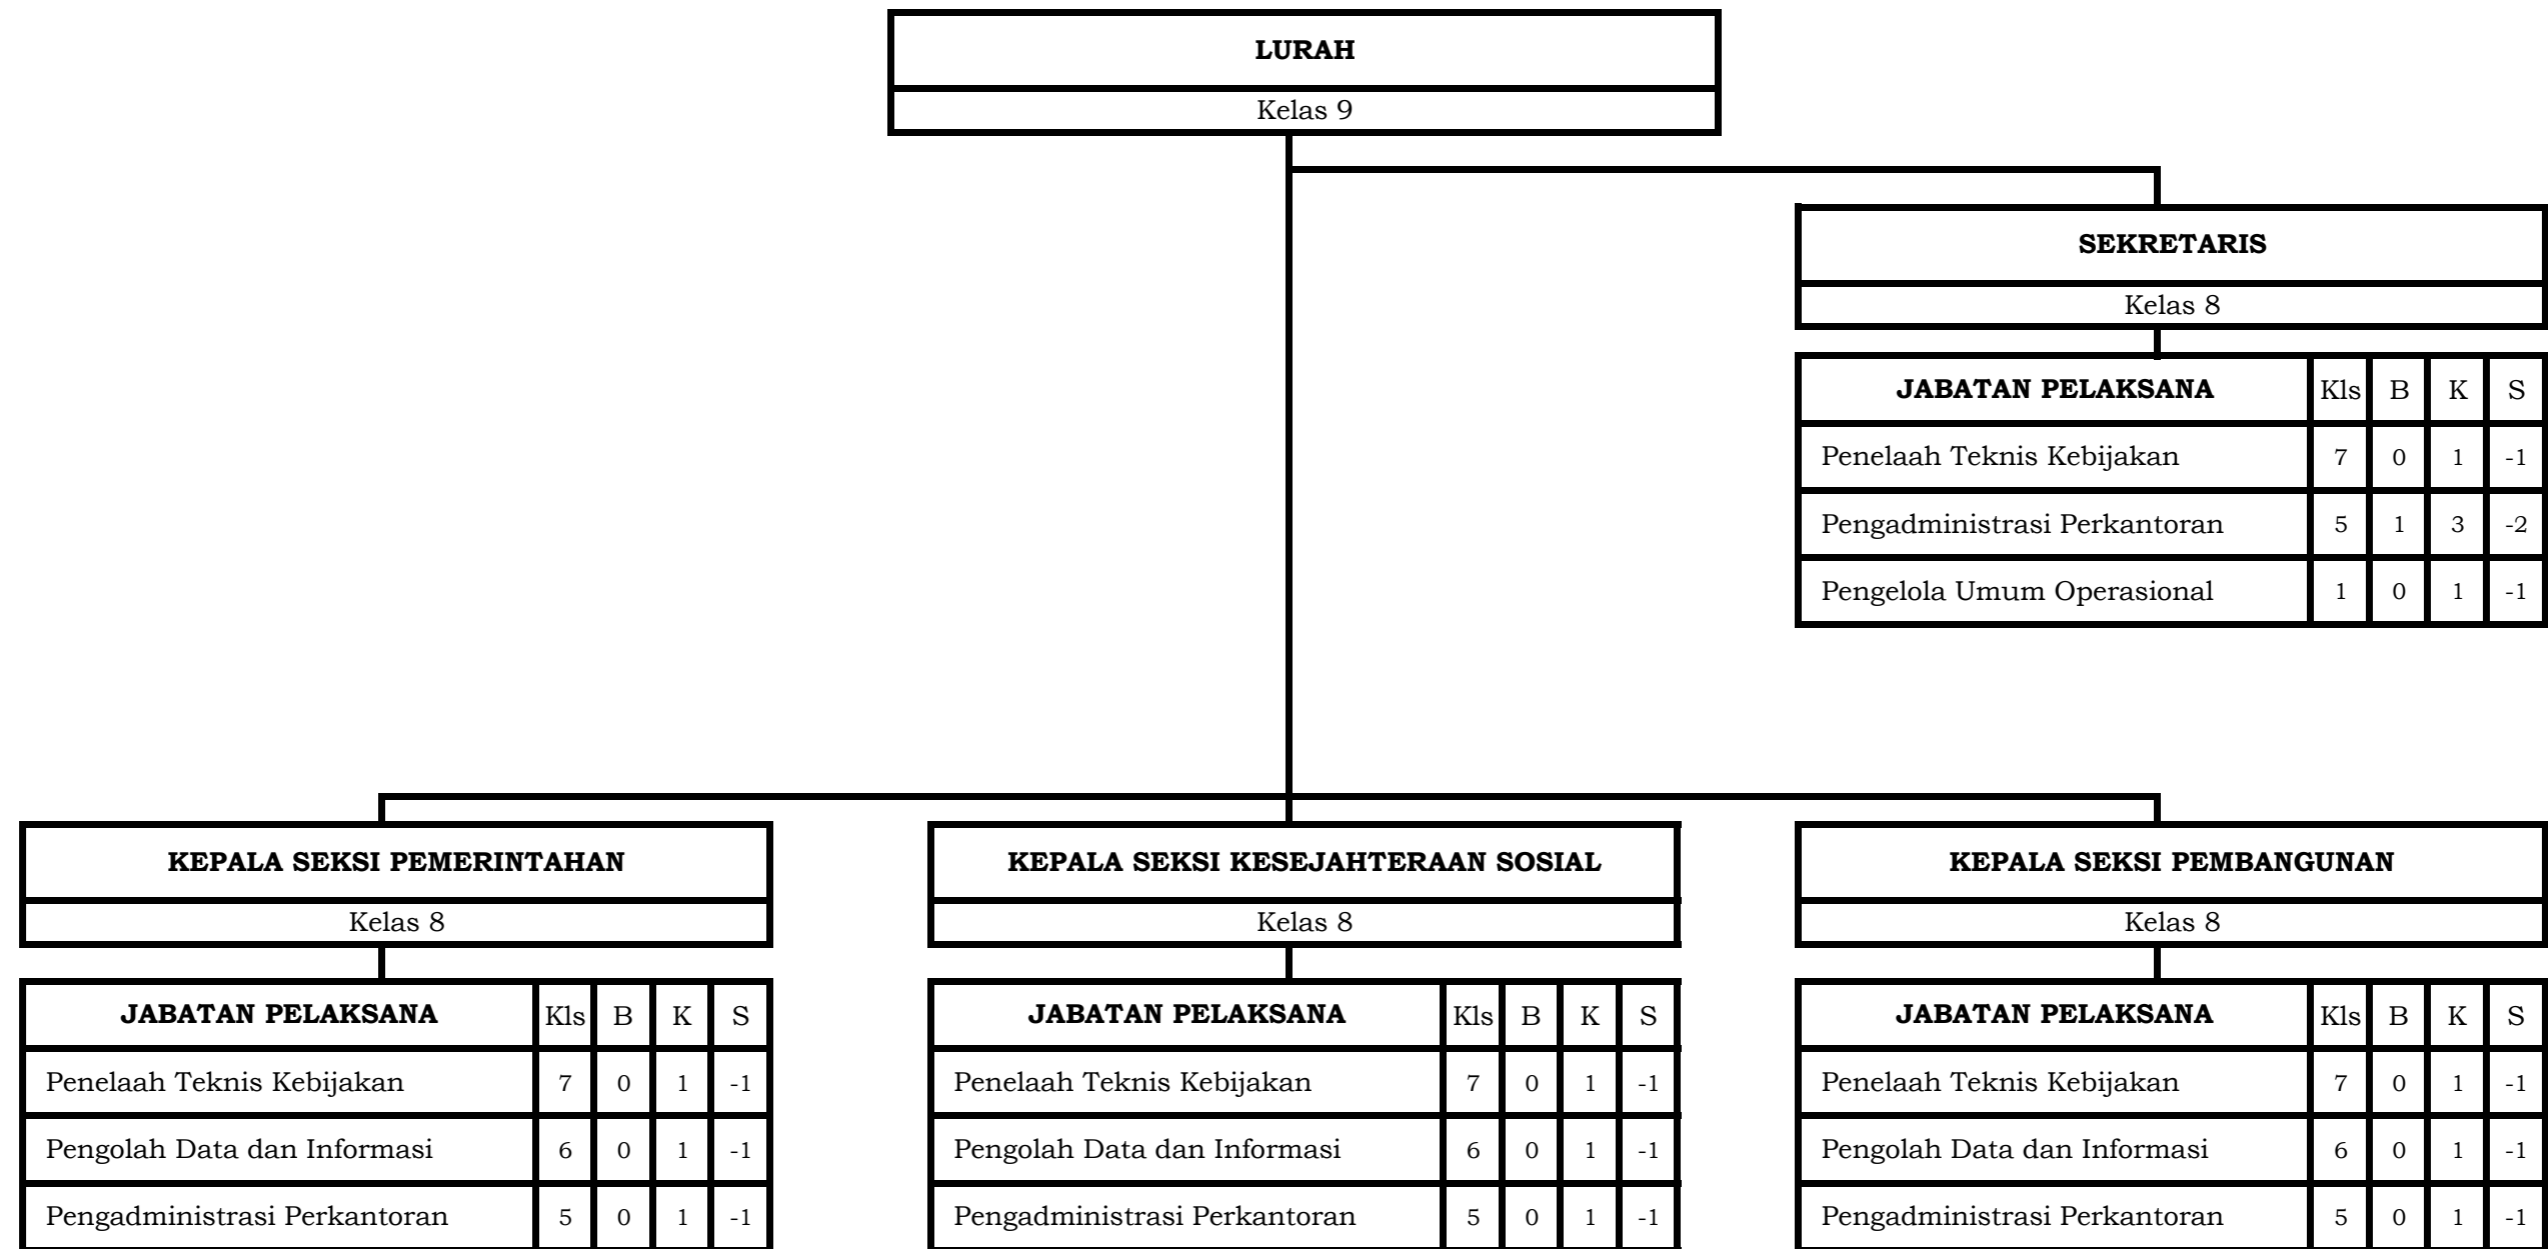 LURAH
Kelas 9
SEKRETARIS
Kelas 8
JABATAN PELAKSANA Kls B K S
Penelaah Teknis Kebijakan 7 0 1 -1
Pengadministrasi Perkantoran 5 1 3 -2
Pengelola Umum Operasional 1 0 1 -1
KEPALA SEKSI PEMERINTAHAN
Kelas 8
JABATAN PELAKSANA Kls B K S
Penelaah Teknis Kebijakan 7 0 1 -1
Pengolah Data dan Informasi 6 0 1 -1
Pengadministrasi Perkantoran 5 0 1 -1
KEPALA SEKSI KESEJAHTERAAN SOSIAL
Kelas 8
JABATAN PELAKSANA Kls B K S
Penelaah Teknis Kebijakan 7 0 1 -1
Pengolah Data dan Informasi 6 0 1 -1
Pengadministrasi Perkantoran 5 0 1 -1
KEPALA SEKSI PEMBANGUNAN
Kelas 8
JABATAN PELAKSANA Kls B K S
Penelaah Teknis Kebijakan 7 0 1 -1
Pengolah Data dan Informasi 6 0 1 -1
Pengadministrasi Perkantoran 5 0 1 -1